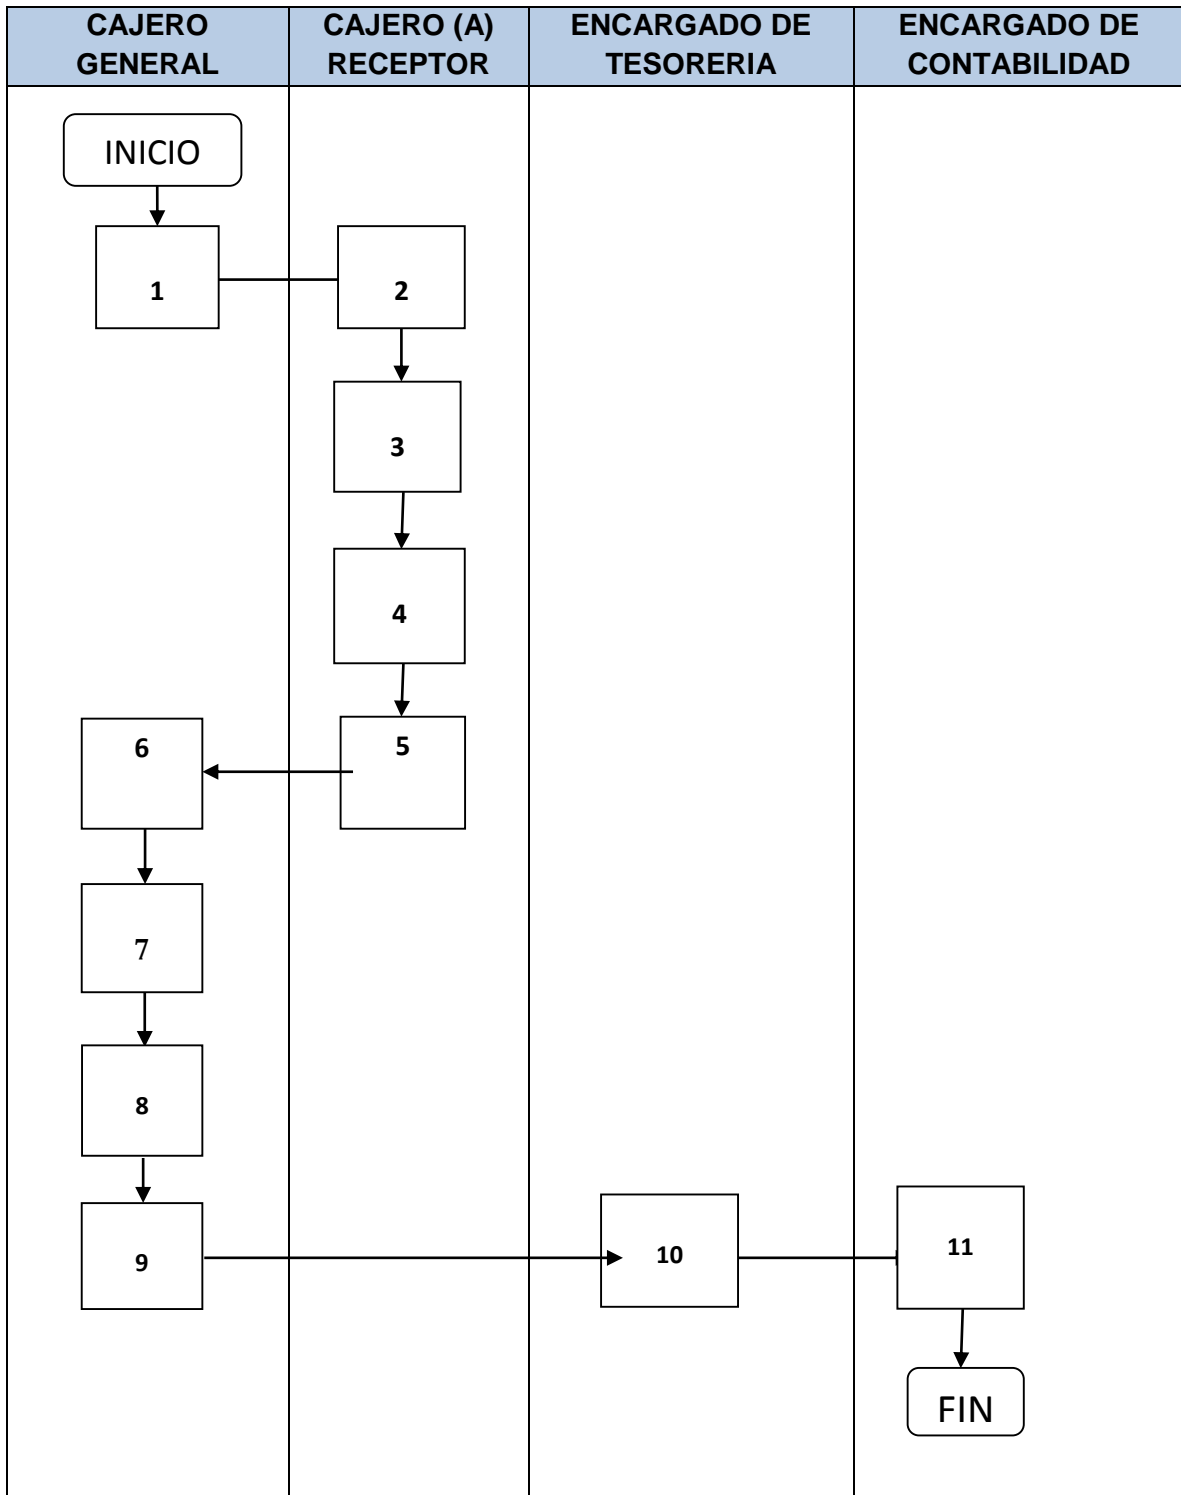 CAJERO
GENERAL
CAJERO (A)
RECEPTOR
ENCARGADO DE
TESORERIA
ENCARGADO DE
CONTABILIDAD
INICIO
1
2
3
4
5
6
7
8
9
10
11
FIN